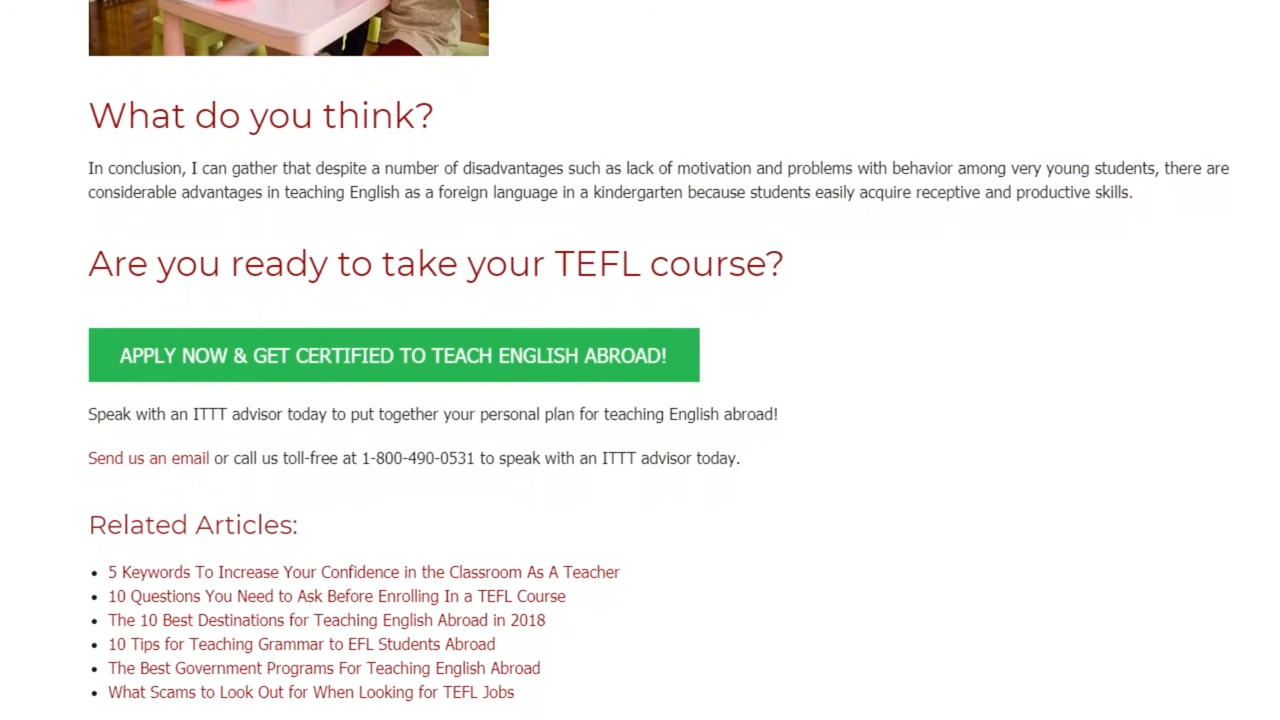 What do you think?
In conclusion, I can gather that despite a number of disadvantages such as lack of motivation and problems with behavior among very young students, there are
considerable advantages in teaching English as a foreign language in a kindergarten because students easily acquire receptive and productive skills.
Are you ready to take your TEFL course?
APPLY NOW & GET CERTIFIED TO TEACH ENGLISH ABROAD!
Speak with an ITTT advisor today to put together your personal plan for teaching English abroad!
Send us an email or call us toll-free at 1-800-490-0531 to speak with an ITTT advisor today.
Related Articles:
• 5 Keywords To Increase Your Confidence in the Classroom As A Teacher
• 10 Questions You Need to Ask Before Enrolling In a TEFL Course
• The 10 Best Destinations for Teaching English Abroad in 2018
• 10 Tips for Teaching Grammar to EFL Students Abroad
• The Best Government Programs For Teaching English Abroad
• What Scams to Look Out for When Looking for TEFL Jobs